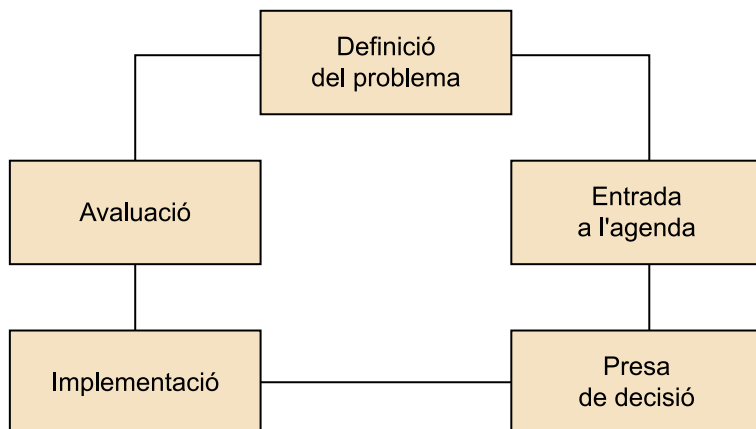 Definició
del problema
Avaluació
Entrada
a l'agenda
Implementació
Presa
de decisió